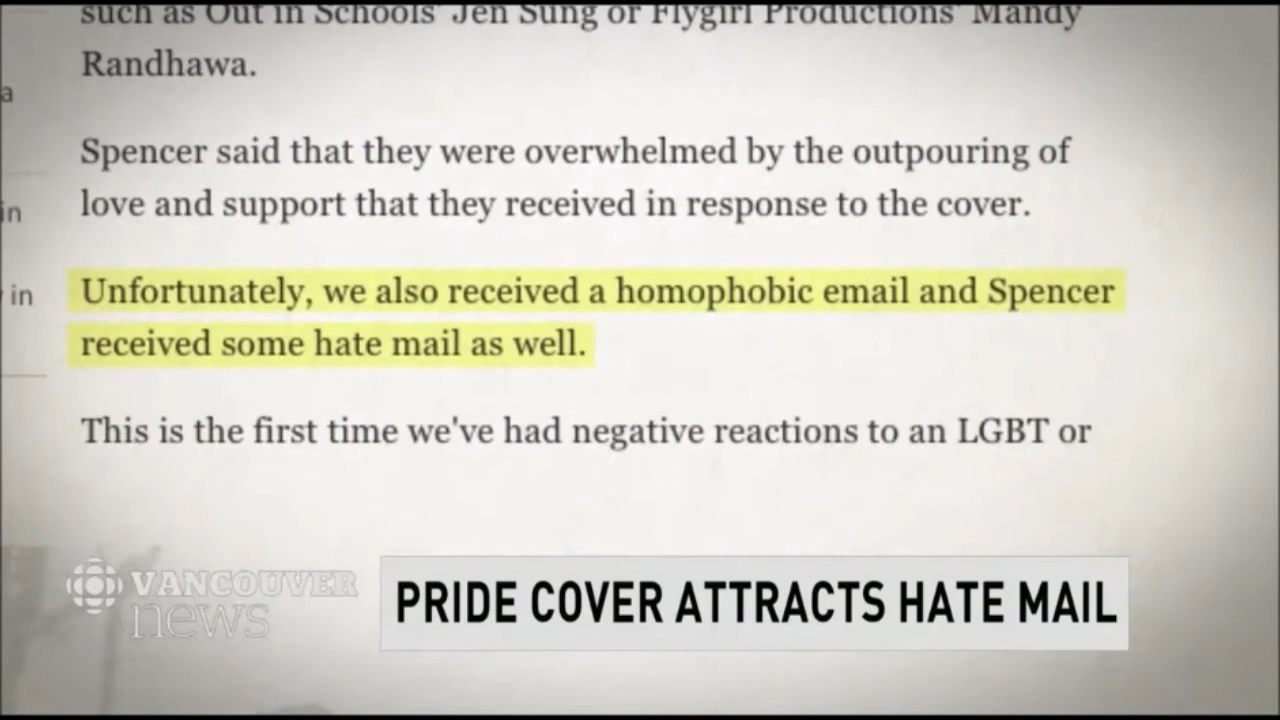 such as Out in Schools' Jen Sung or Flygirl Productions' Mandy
Randhawa.
a
Spencer said that they were overwhelmed by the outpouring of
love and support that they received in response to the cover.
in
Unfortunately, we also received a homophobic email and Spencer
in
received some hate mail as well.
This is the first time we've had negative reactions to an LGBT or
VANCOUVER
news
PRIDE COVER ATTRACTS HATE MAIL